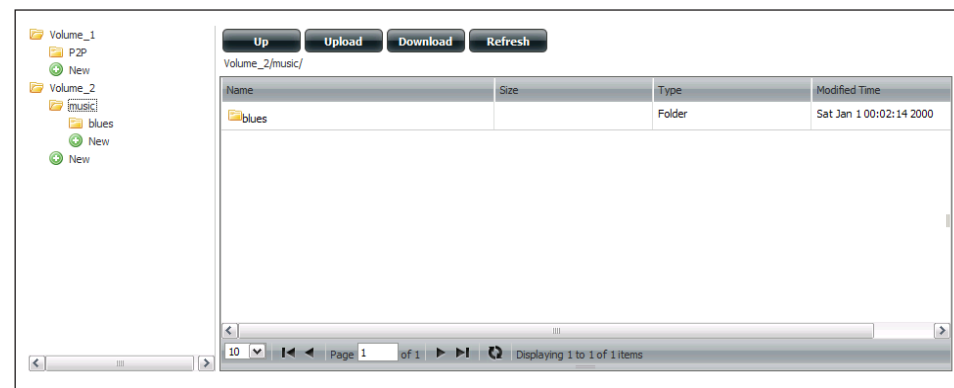 Volume_1
P2P
New
Volume_2
music
blues
New
New
Up Upload Download Refresh
Volume_2/music/
Name Size Type Modified Time
blues Folder Sat Jan 1 00:02:14 2000
10 Page 1 of 1 Displaying 1 to 1 of 1 items